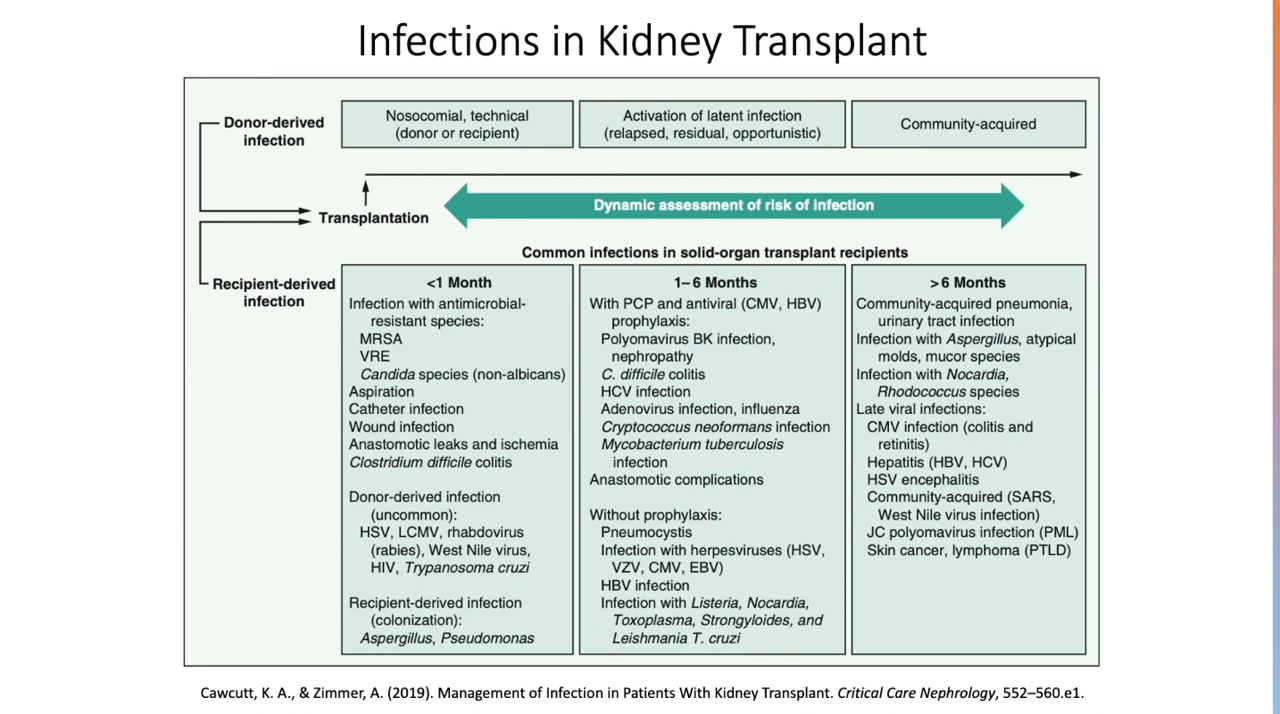 Infections in Kidney Transplant
Donor-derived
infection
Nosocomial, technical
(donor or recipient)
Activation of latent infection
(relapsed, residual, opportunistic)
Community-acquired
Transplantation
Dynamic assessment of risk of infection
Recipient-derived
infection
Common infections in solid-organ transplant recipients
<1 Month
Infection with antimicrobial-
resistant species:
MRSA
VRE
Candida species (non-albicans)
Aspiration
Catheter infection
Wound infection
Anastomotic leaks and ischemia
Clostridium difficile colitis
Donor-derived infection
(uncommon):
HSV, LCMV, rhabdovirus
(rabies), West Nile virus,
HIV, Trypanosoma cruzi
Recipient-derived infection
(colonization):
Aspergillus, Pseudomonas
1–6 Months
With PCP and antiviral (CMV, HBV)
prophylaxis:
Polyomavirus BK infection,
nephropathy
C. difficile colitis
HCV infection
Adenovirus infection, influenza
Cryptococcus neoformans infection
Mycobacterium tuberculosis
infection
Anastomotic complications
Without prophylaxis:
Pneumocystis
Infection with herpesviruses (HSV,
VZV, CMV, EBV)
HBV infection
Infection with Listeria, Nocardia,
Toxoplasma, Strongyloides, and
Leishmania T. cruzi
>6 Months
Community-acquired pneumonia,
urinary tract infection
Infection with Aspergillus, atypical
molds, mucor species
Infection with Nocardia,
Rhodococcus species
Late viral infections:
CMV infection (colitis and
retinitis)
Hepatitis (HBV, HCV)
HSV encephalitis
Community-acquired (SARS,
West Nile virus infection)
JC polyomavirus infection (PML)
Skin cancer, lymphoma (PTLD)
Cawcutt, K. A., & Zimmer, A. (2019). Management of Infection in Patients With Kidney Transplant. Critical Care Nephrology, 552–560.e1.